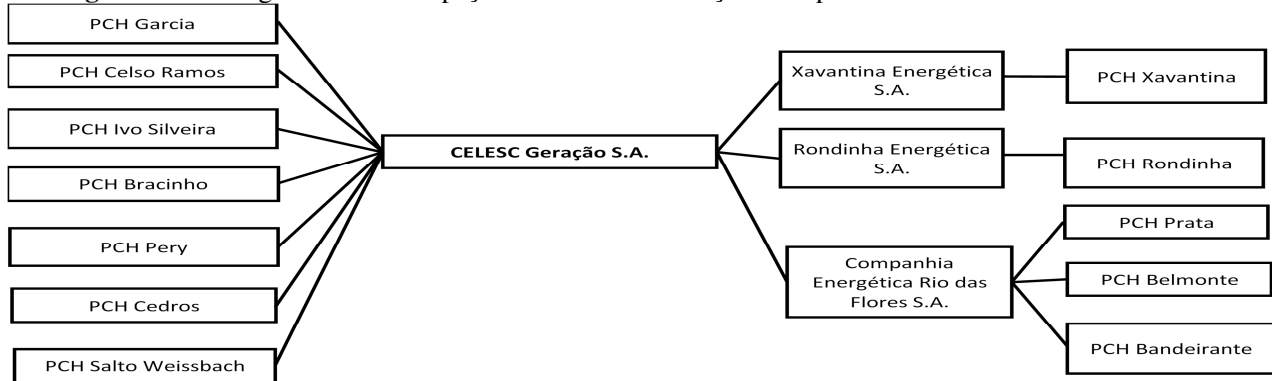 PCH Garcia
PCH Celso Ramos
PCH Ivo Silveira
PCH Bracinho
PCH Pery
PCH Cedros
PCH Salto Weissbach
CELESC Geração S.A.
Xavantina Energética
S.A.
PCH Xavantina
Rondinha Energética
S.A.
PCH Rondinha
Companhia
Energética Rio das
Flores S.A.
PCH Prata
PCH Belmonte
PCH Bandeirante